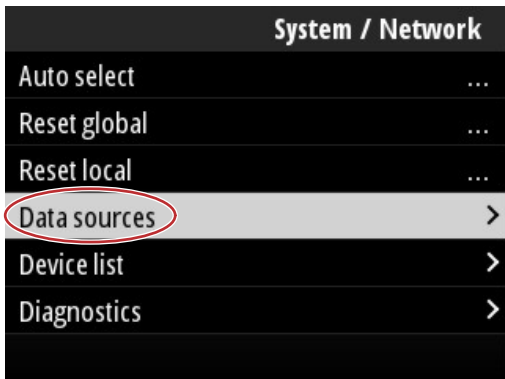 System / Network
Auto select ...
Reset global ...
Reset local ...
Data sources >
Device list >
Diagnostics >